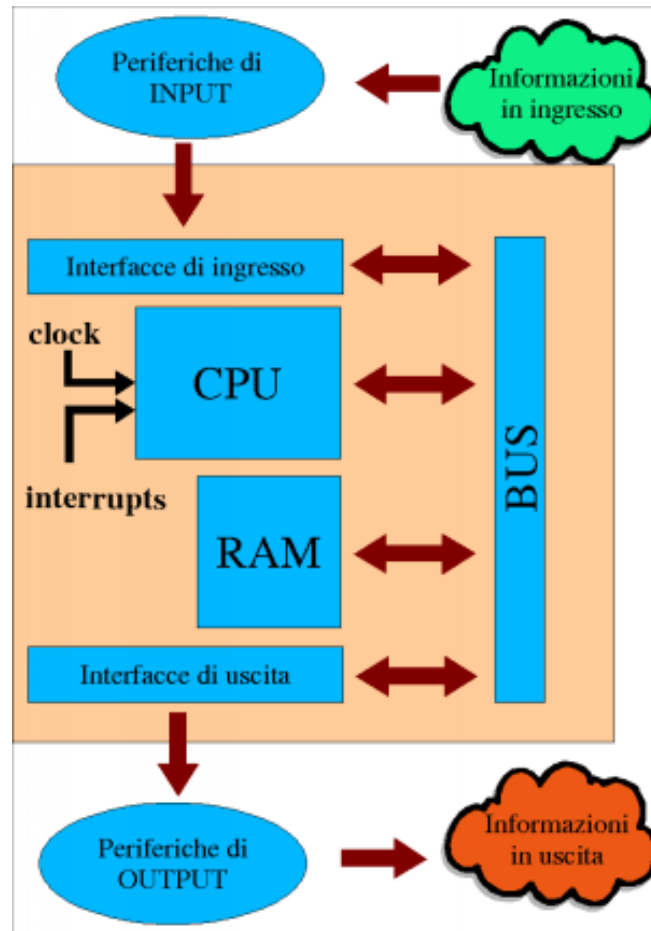 Periferiche di
INPUT
Informazioni
in ingresso
Interfacce di ingresso
clock
CPU
interrupts
BUS
RAM
Interfacce di uscita
Periferiche di
OUTPUT
Informazioni
in uscita